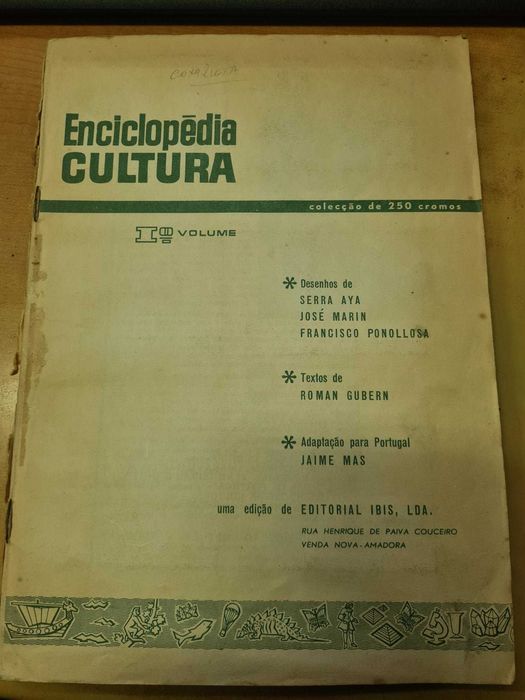 Enciclopédia
CULTURA
colecção de 250 cromos
I VOLUME
* Desenhos de
SERRA AYA
JOSÉ MARIN
FRANCISCO PONOLLOSA
* Textos de
ROMAN GUBERN
* Adaptação para Portugal
JAIME MAS
uma edição de EDITORIAL IBIS, LDA.
RUA HENRIQUE DE PAIVA COUCEIRO
VENDA NOVA-AMADORA